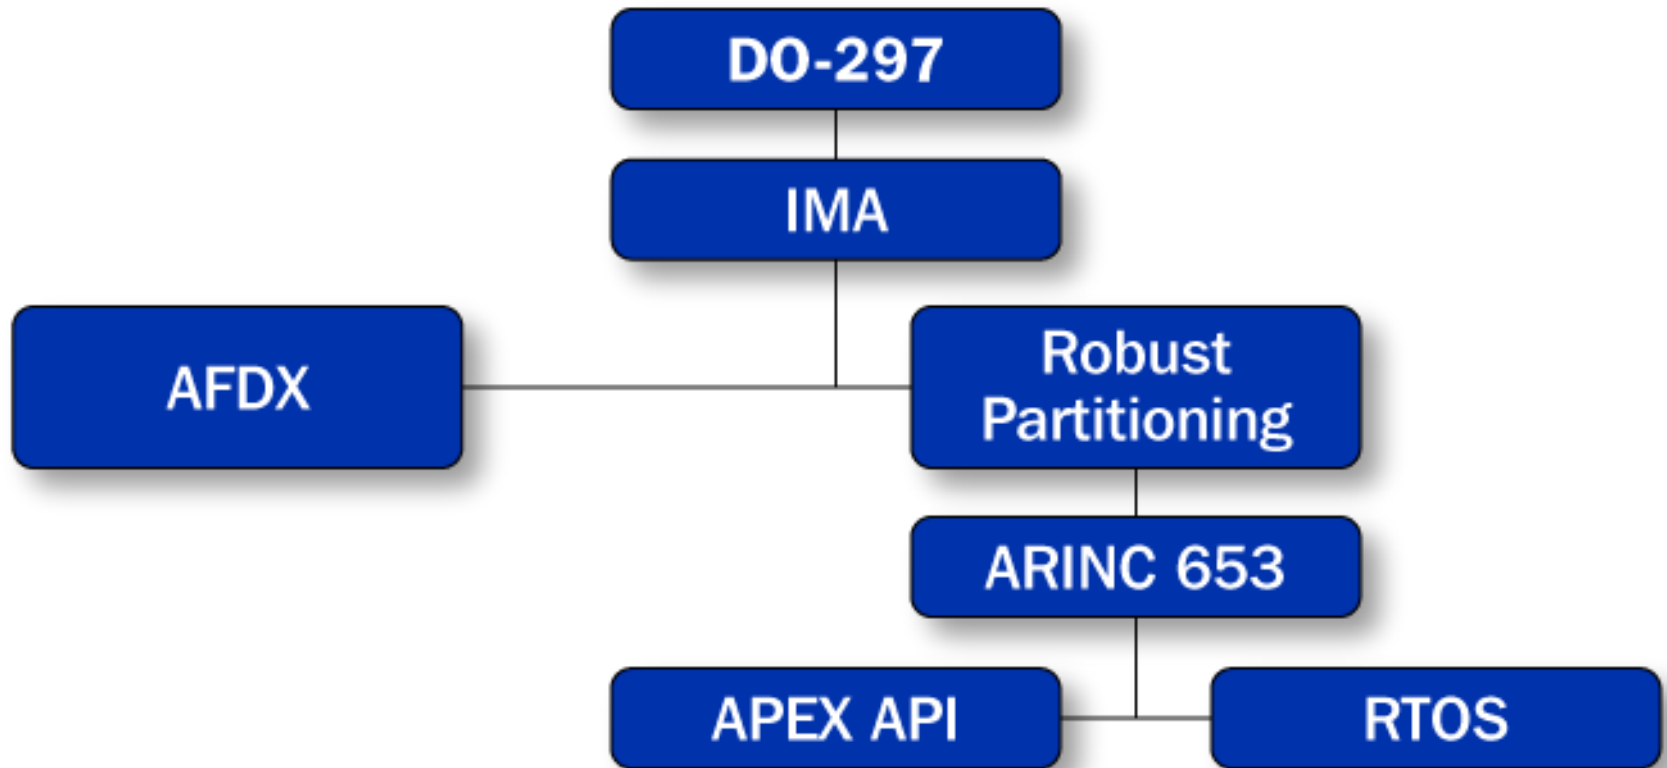 DO-297
IMA
AFDX
Robust
Partitioning
ARINC 653
APEX API
RTOS